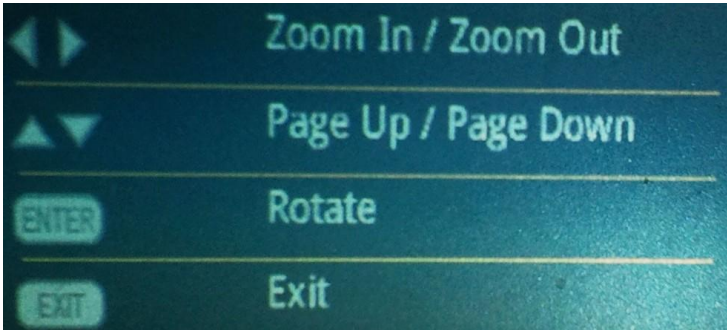 Zoom In / Zoom Out
Page Up / Page Down
ENTER Rotate
EXIT Exit